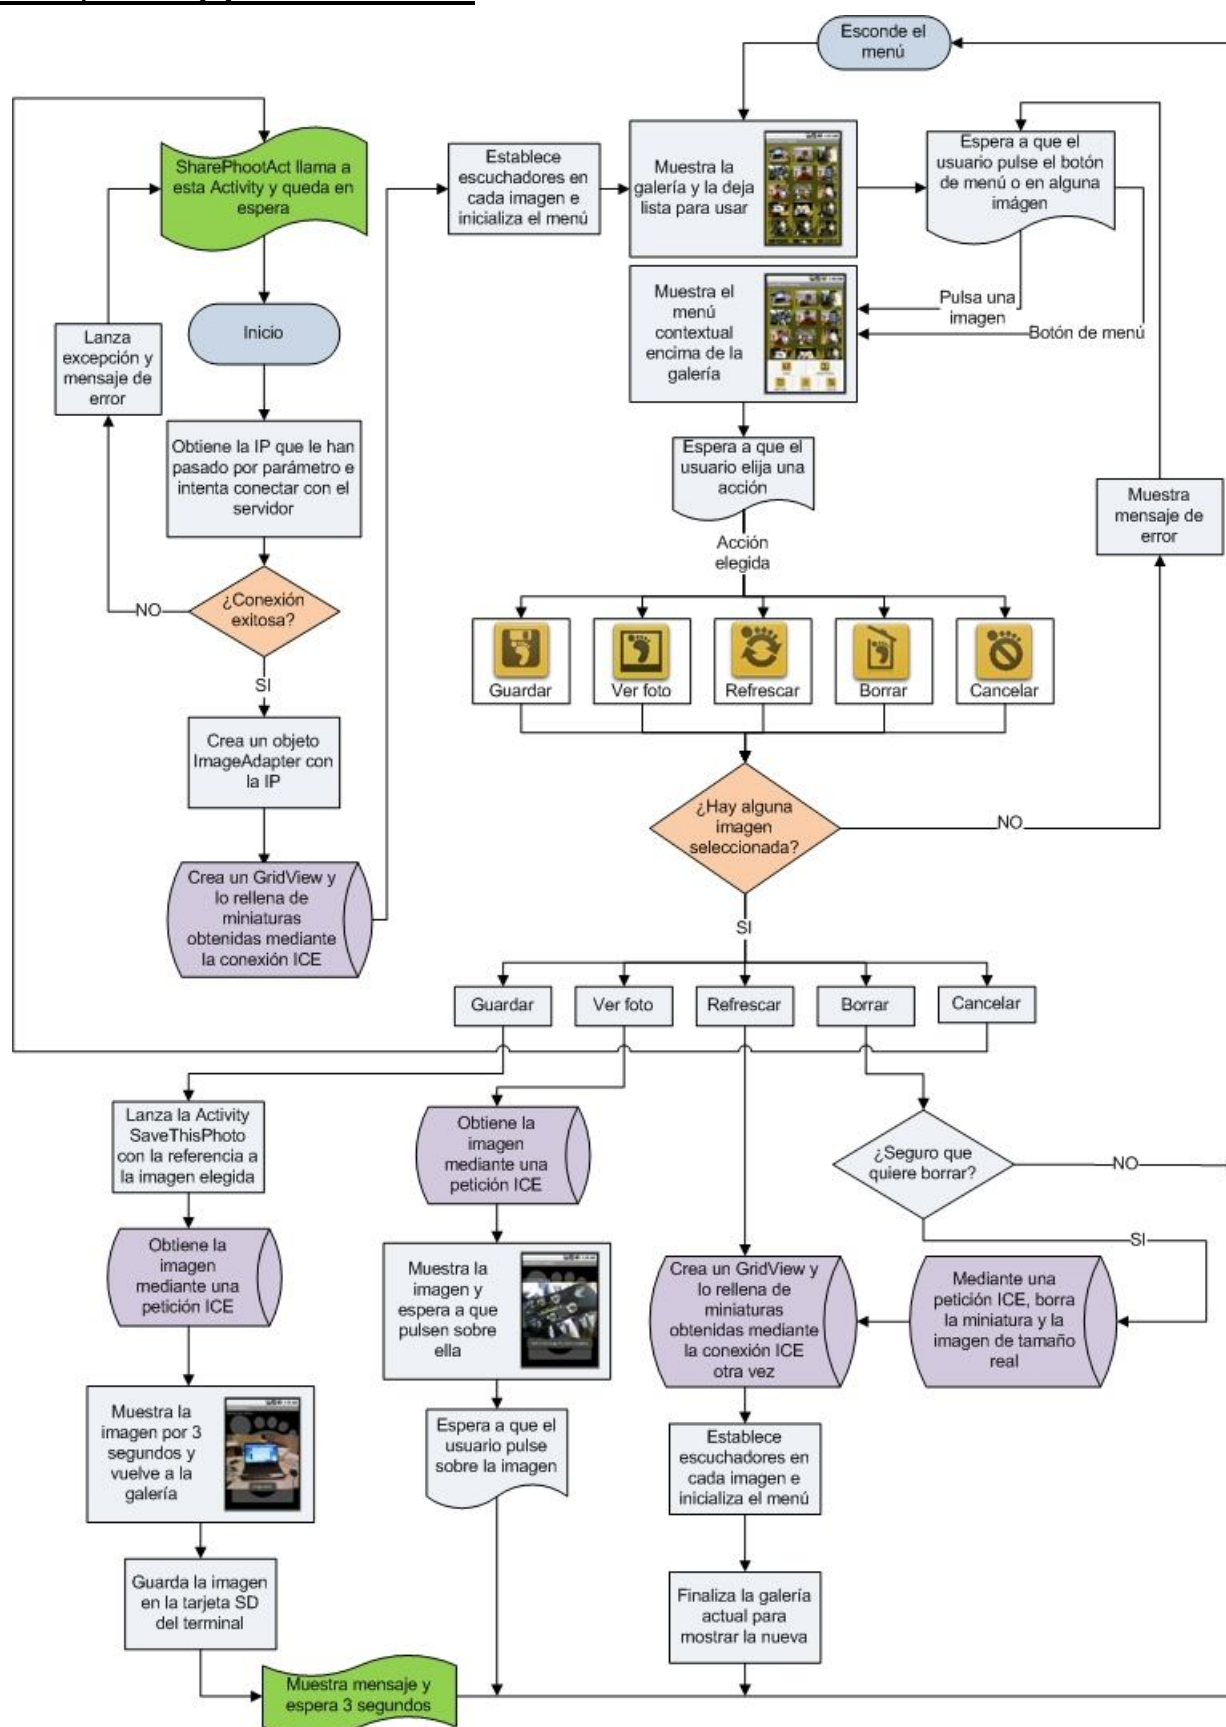 Esconde el
menú
SharePhootAct llama a
esta Activity y queda en
espera
Establece
escuchadores en
cada imagen e
inicializa el menú
Muestra la
galería y la deja
lista para usar
Espera a que el
usuario pulse el botón
de menú o en alguna
imágen
Lanza
excepción y
mensaje de
error
Inicio
Muestra el
menú
contextual
encima de la
galería
Pulsa una
imagen
Botón de menú
Obtiene la IP que le han
pasado por parámetro e
intenta conectar con el
servidor
Espera a que el
usuario elija una
acción
Muestra
mensaje de
error
Acción
elegida
NO
¿Conexión
exitosa?
SI
Guardar
Ver foto
Refrescar
Borrar
Cancelar
Crea un objeto
ImageAdapter con
la IP
¿Hay alguna
imagen
seleccionada?
NO
Crea un GridView y
lo rellena de
miniaturas
obtenidas mediante
la conexión ICE
SI
Guardar
Ver foto
Refrescar
Borrar
Cancelar
Lanza la Activity
SaveThisPhoto
con la referencia a
la imagen elegida
Obtiene la
imagen
mediante una
petición ICE
¿Seguro que
quiere borrar?
NO
SI
Obtiene la
imagen
mediante una
petición ICE
Muestra la
imagen y
espera a que
pulsen sobre
ella
Crea un GridView y
lo rellena de
miniaturas
obtenidas mediante
la conexión ICE
otra vez
Mediante una
petición ICE, borra
la miniatura y la
imagen de tamaño
real
Muestra la
imagen por 3
segundos y
vuelve a la
galería
Espera a que el
usuario pulse
sobre la imagen
Establece
escuchadores en
cada imagen e
inicializa el menú
Guarda la imagen
en la tarjeta SD
del terminal
Finaliza la galería
actual para
mostrar la nueva
Muestra mensaje y
espera 3 segundos